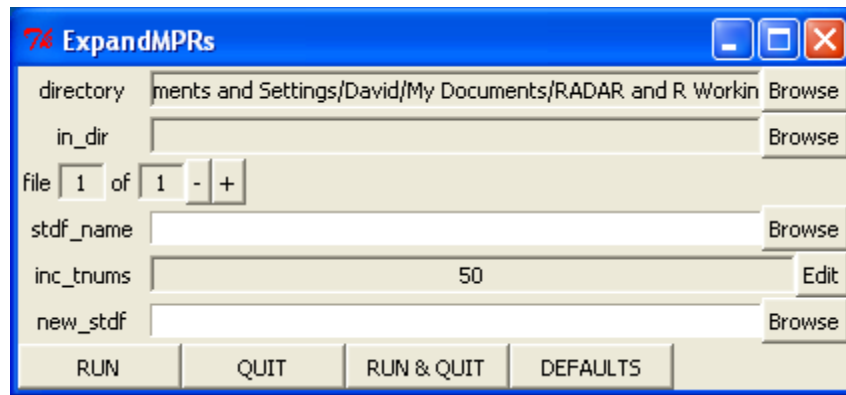 7k ExpandMPRs
directory ments and Settings/David/My Documents/RADAR and R Workin Browse
in_dir Browse
file 1 of 1 - +
stdf_name Browse
inc_tnums 50 Edit
new_stdf Browse
RUN QUIT RUN & QUIT DEFAULTS